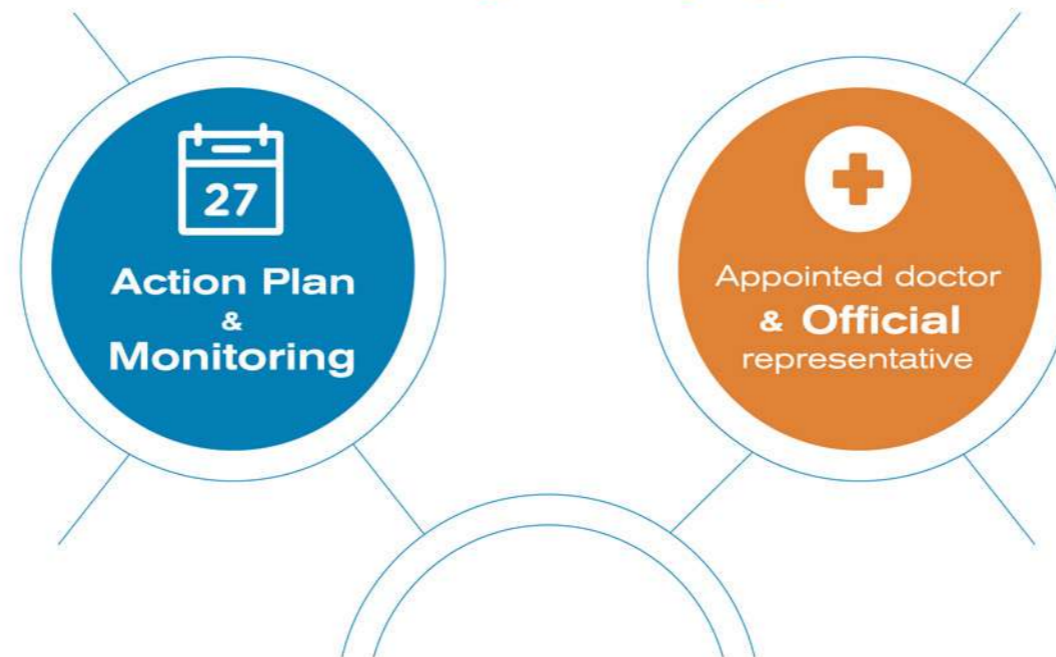 27
Action Plan
&
Monitoring
Appointed doctor
& Official
representative